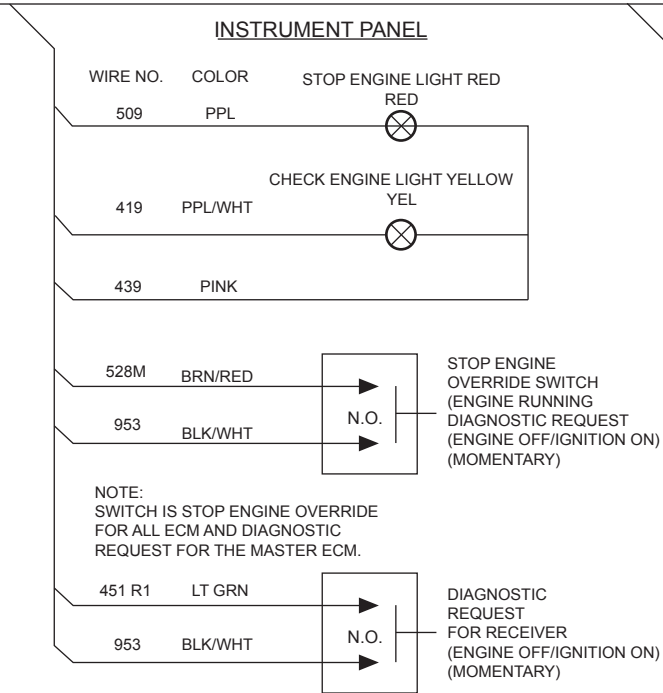 INSTRUMENT PANEL
WIRE NO. COLOR STOP ENGINE LIGHT RED
RED
509 PPL
CHECK ENGINE LIGHT YELLOW
YEL
419 PPL/WHT
439 PINK
528M BRN/RED
953 BLK/WHT
N.O.
STOP ENGINE
OVERRIDE SWITCH
(ENGINE RUNNING
DIAGNOSTIC REQUEST
(ENGINE OFF/IGNITION ON)
(MOMENTARY)
NOTE:
SWITCH IS STOP ENGINE OVERRIDE
FOR ALL ECM AND DIAGNOSTIC
REQUEST FOR THE MASTER ECM.
451 R1 LT GRN
953 BLK/WHT
N.O.
DIAGNOSTIC
REQUEST
FOR RECEIVER
(ENGINE OFF/IGNITION ON)
(MOMENTARY)